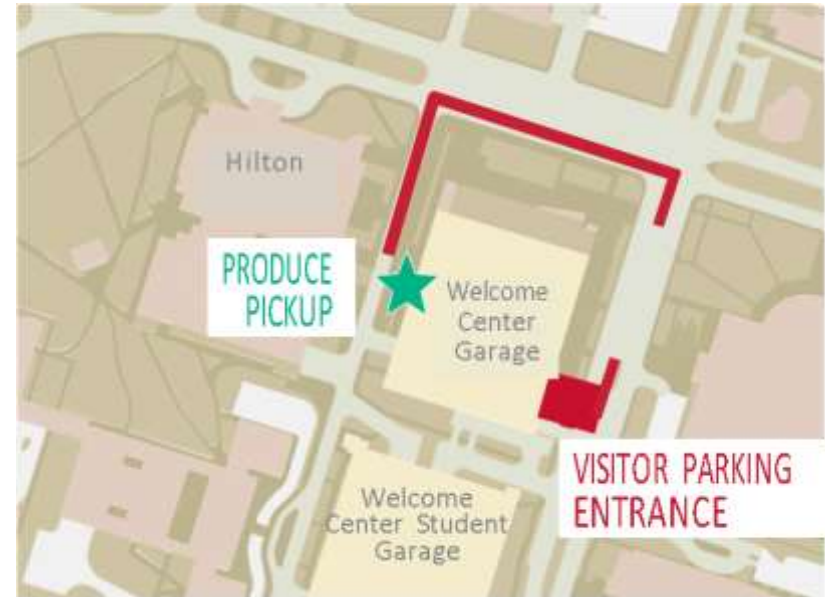 Hilton
PRODUCE
PICKUP
Welcome
Center
Garage
VISITOR PARKING
ENTRANCE
Welcome
Center Student
Garage